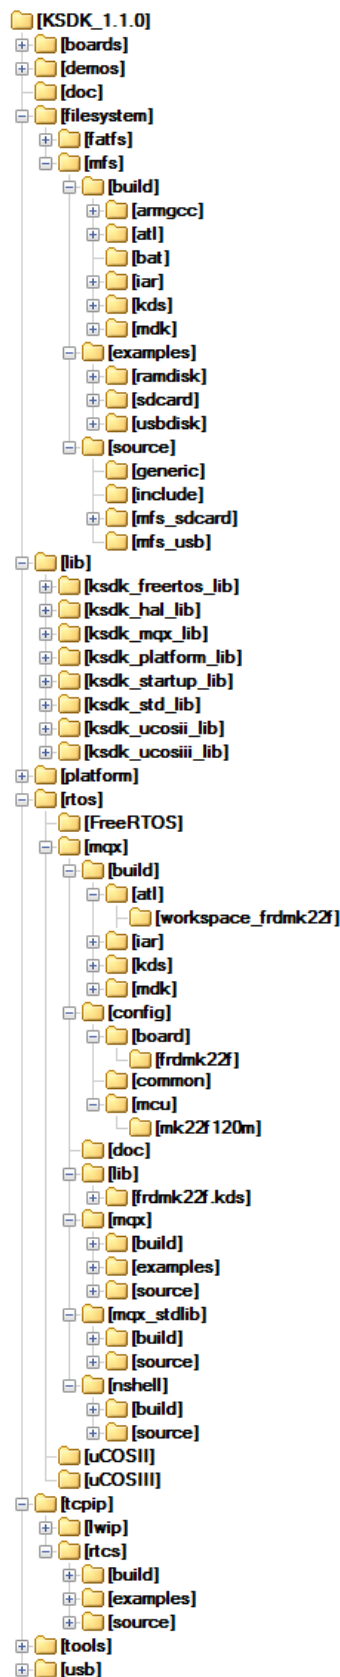 [KSDK_1.1.0]
[boards]
[demos]
[doc]
[filesystem]
[fatfs]
[mfs]
[build]
[armgcc]
[atl]
[bat]
[iar]
[kds]
[mdk]
[examples]
[ramdisk]
[sdcard]
[usbdisk]
[source]
[generic]
[include]
[mfs_sdcard]
[mfs_usb]
[lib]
[ksdk_freertos_lib]
[ksdk_hal_lib]
[ksdk_mqx_lib]
[ksdk_platform_lib]
[ksdk_startup_lib]
[ksdk_std_lib]
[ksdk_ucosii_lib]
[ksdk_ucosiii_lib]
[platform]
[rtos]
[FreeRTOS]
[mqx]
[build]
[atl]
[workspace_frdmk22f]
[iar]
[kds]
[mdk]
[config]
[board]
[frdmk22f]
[common]
[mcu]
[mk22f120m]
[doc]
[lib]
[frdmk22f.kds]
[mqx]
[build]
[examples]
[source]
[mqx_stdlib]
[build]
[source]
[nshell]
[build]
[source]
[uCOSII]
[uCOSIII]
[tcpip]
[lwip]
[rtcs]
[build]
[examples]
[source]
[tools]
[usb]